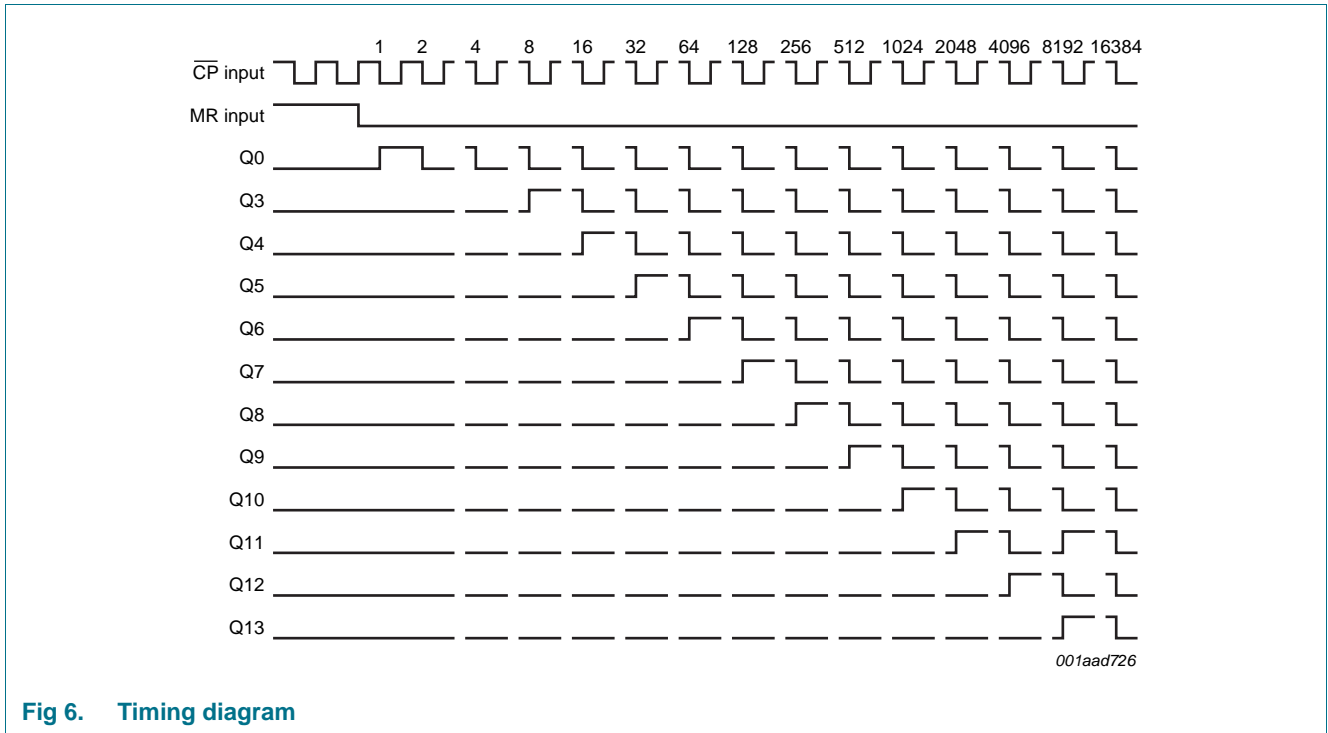 1 2 4 8 16 32 64 128 256 512 1024 2048 4096 8192 16384
CP input
MR input
Q0
Q3
Q4
Q5
Q6
Q7
Q8
Q9
Q10
Q11
Q12
Q13
001aad726
Fig 6. Timing diagram